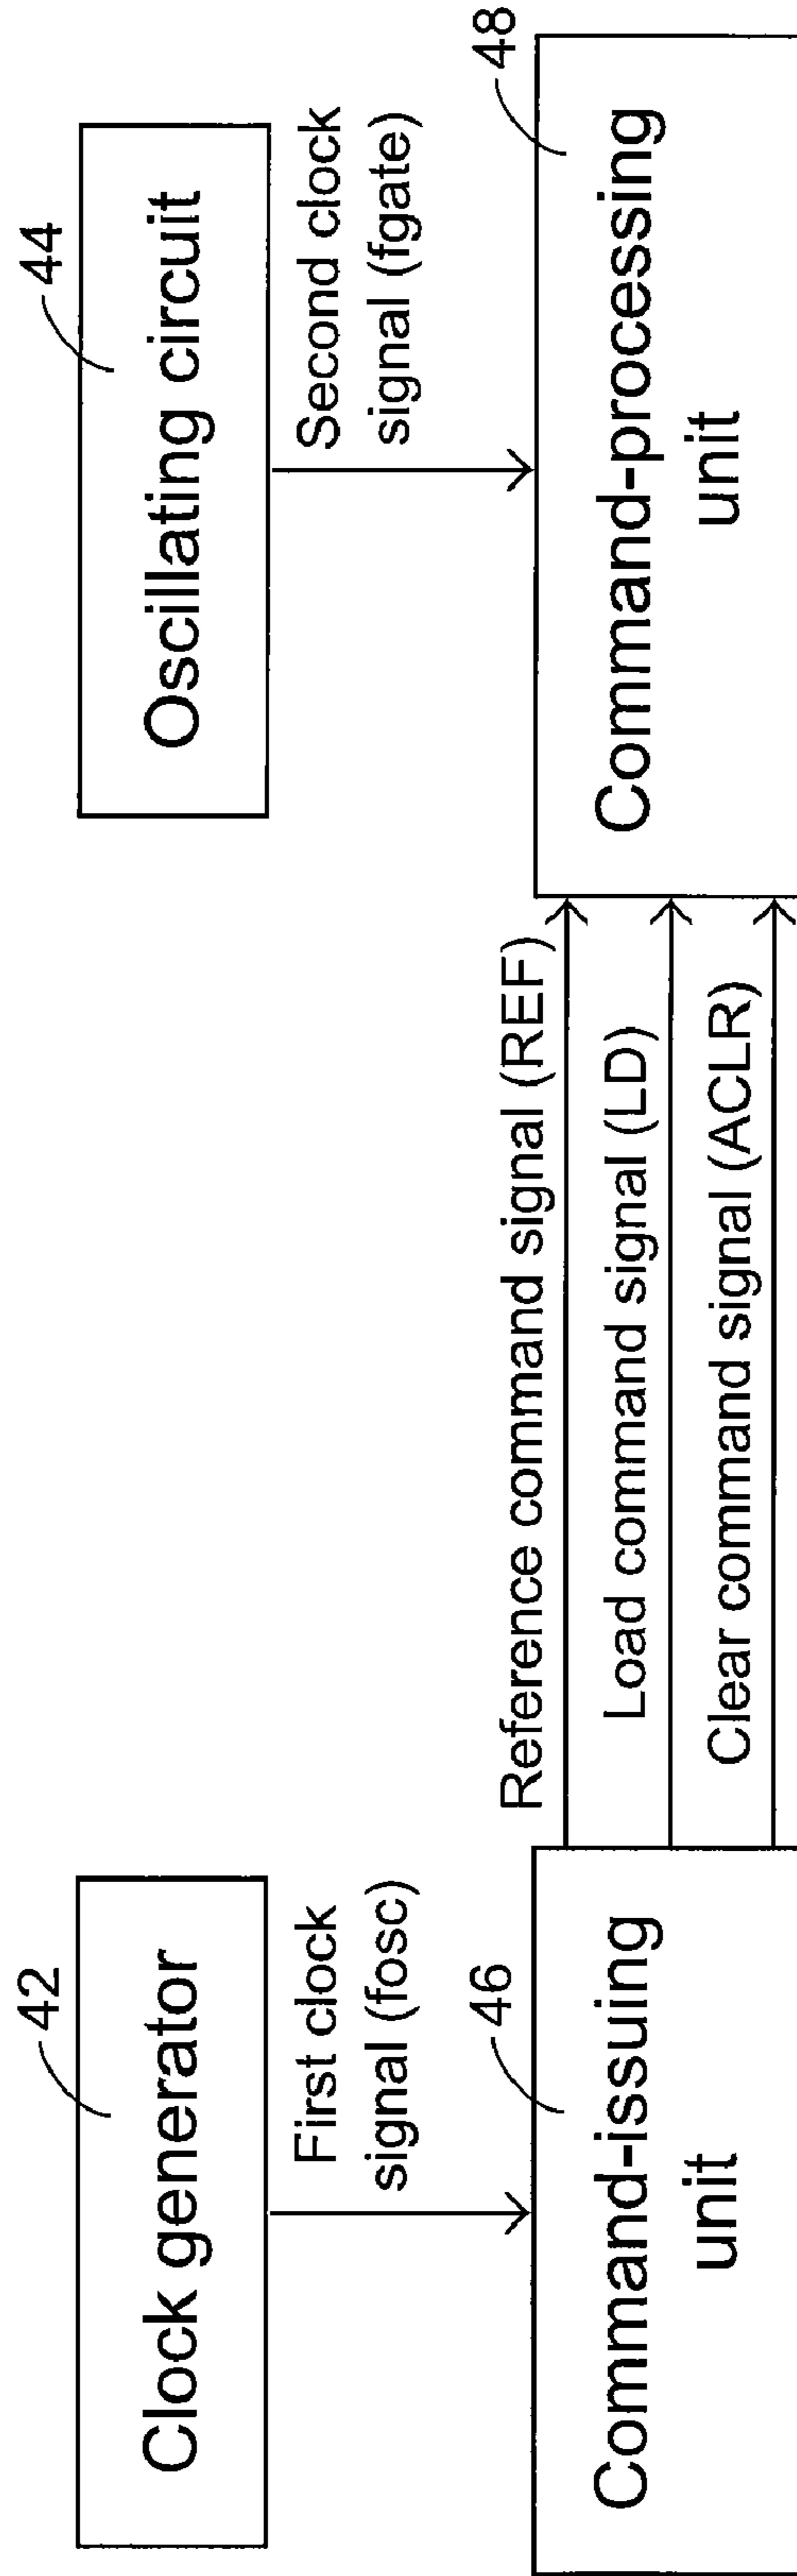 42
Clock generator
First clock
signal (fosc)
46
Command-issuing
unit
Reference command signal (REF)
Load command signal (LD)
Clear command signal (ACLR)
44
Oscillating circuit
Second clock
signal (fgate)
48
Command-processing
unit